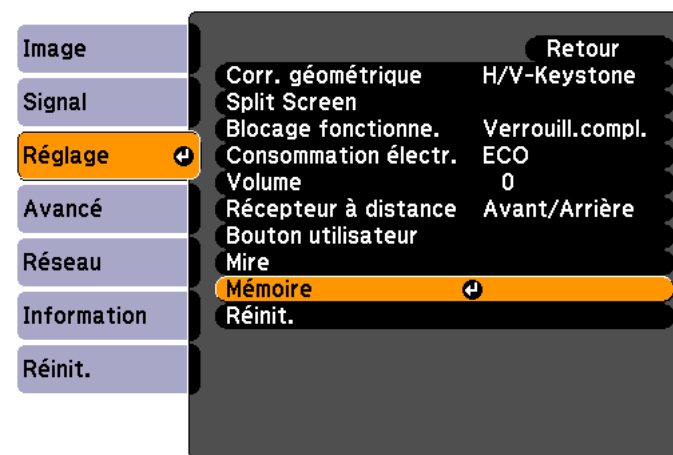 Image
Signal
Réglage
Avancé
Réseau
Information
Réinit.
Retour
Corr. géométrique H/V-Keystone
Split Screen
Blocage fonctionne. Verrouill.compl.
Consommation électr. ECO
Volume 0
Récepteur à distance Avant/Arrière
Bouton utilisateur
Mire
Mémoire
Réinit.